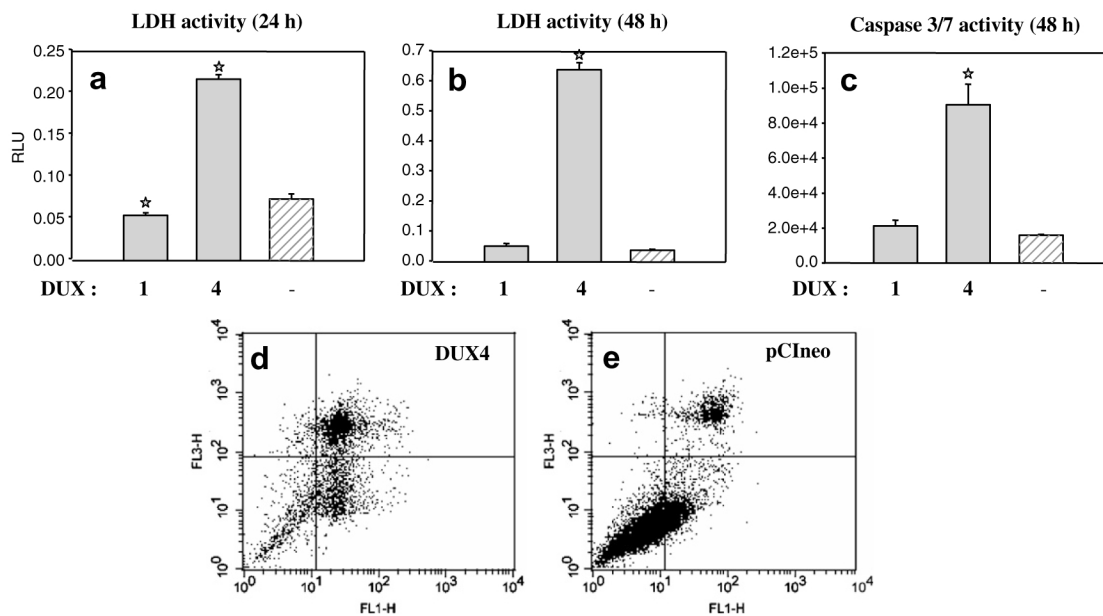 LDH activity (24 h)
LDH activity (48 h)
Caspase 3/7 activity (48 h)
a
b
c
RLU
0.25
0.20
0.15
0.10
0.05
0.00
0.7
0.6
0.5
0.4
0.3
0.2
0.1
0.0
1.2e+5
1.0e+5
8.0e+4
6.0e+4
4.0e+4
2.0e+4
0.0
DUX : 1 4 -
DUX : 1 4 -
DUX : 1 4 -
d
DUX4
FL3-H
10⁴
10³
10²
10¹
10⁰
10⁰ 10¹ 10² 10³ 10⁴
FL1-H
e
pCIneo
FL3-H
10⁴
10³
10²
10¹
10⁰
10⁰ 10¹ 10² 10³ 10⁴
FL1-H